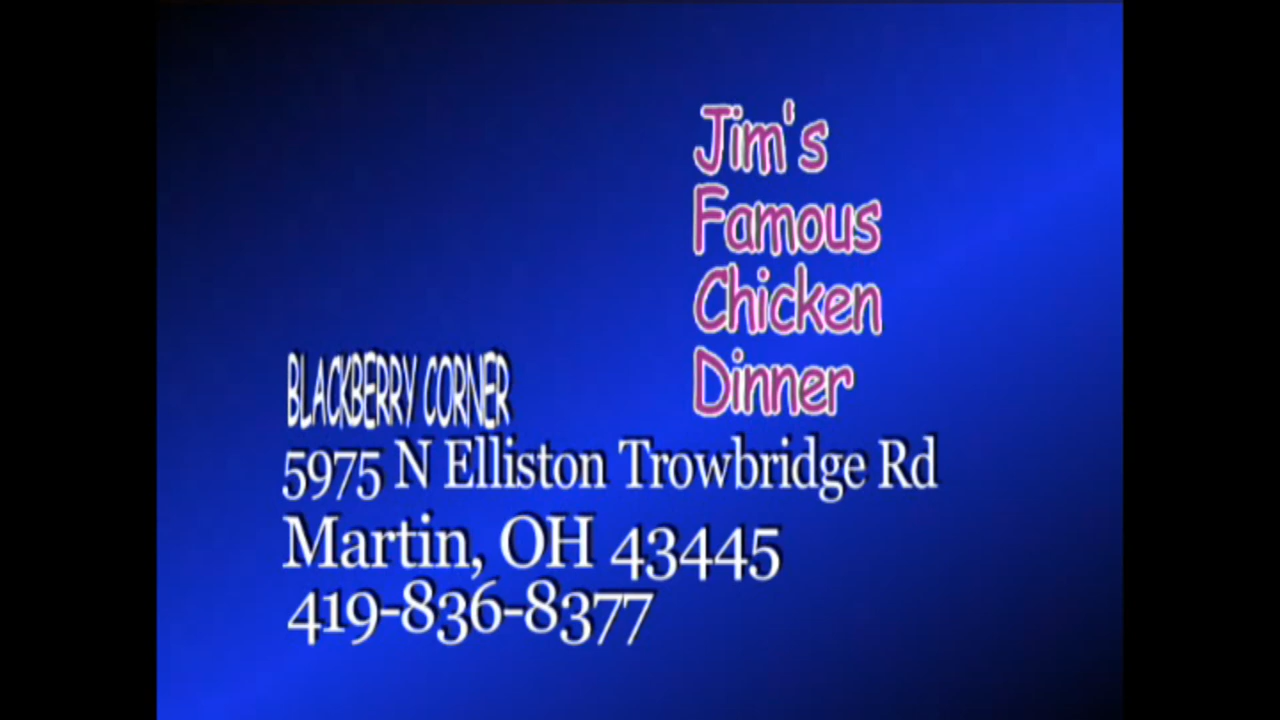 Jim's
Famous
Chicken
Dinner
BLACKBERRY CORNER
5975 N Elliston Trowbridge Rd
Martin, OH 43445
419-836-8377